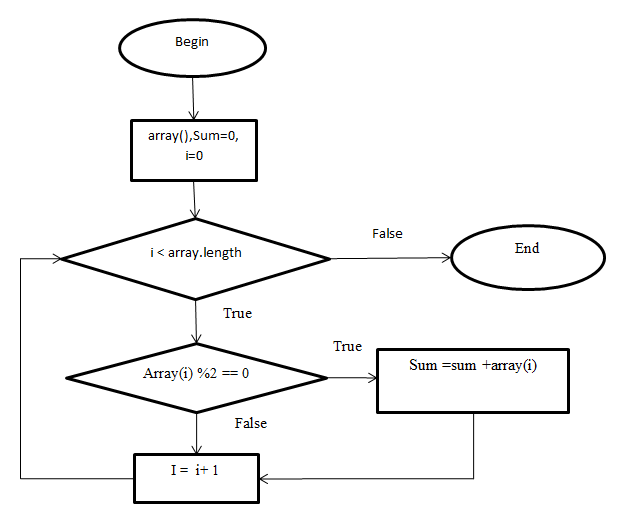 Begin
array(),Sum=0,
i=0
i < array.length
False
End
True
Array(i) %2 == 0
True
Sum =sum +array(i)
False
I = i+ 1